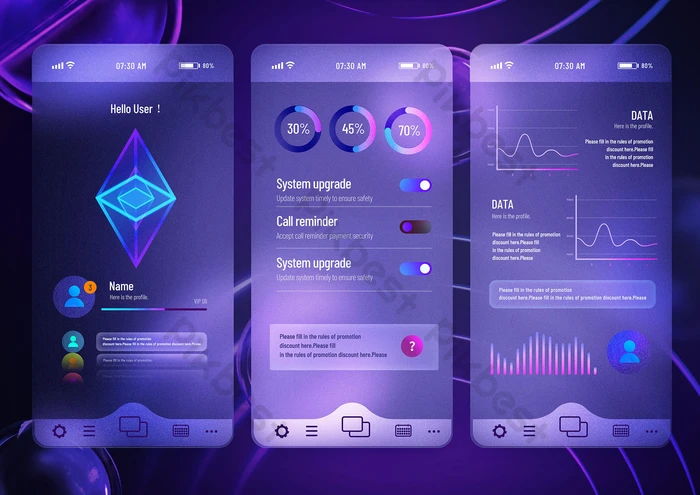 07:30 AM
80%
Hello User !
Name
Here is the profile.
3
Please fill in the rules of promotion
discount here.Please fill in the rules of promotion discount here.Please
07:30 AM
80%
30%
45%
70%
System upgrade
Update system timely to ensure safety
Call reminder
Accept call reminder payment security
System upgrade
Update system timely to ensure safety
Please fill in the rules of promotion
discount here.Please fill
in the rules of promotion discount here.Please
?
07:30 AM
80%
DATA
Here is the profile.
Please fill in the rules of promotion
discount here.Please fill
in the rules of promotion
discount here.Please
DATA
Here is the profile.
Please fill in the rules of promotion
discount here.Please fill
in the rules of promotion
discount here.Please
Please fill in the rules of promotion
discount here.Please fill in the rules of promotion discount here.Please
Pikbest